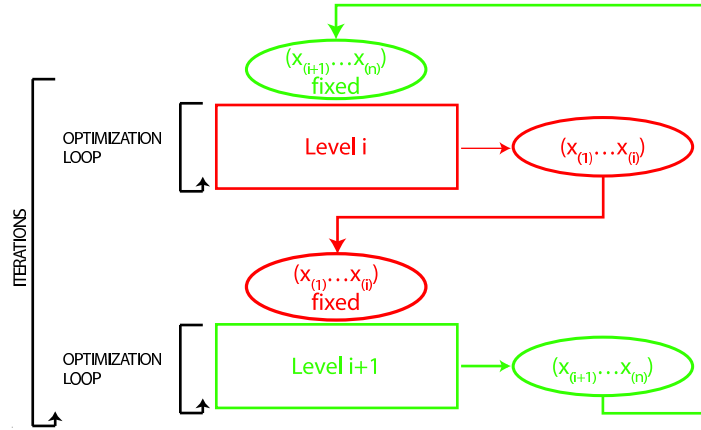 (x(i+1)...x(n))
fixed
OPTIMIZATION
LOOP
Level i
(x(1)...x(i))
ITERATIONS
(x(1)...x(i))
fixed
OPTIMIZATION
LOOP
Level i+1
(x(i+1)...x(n))